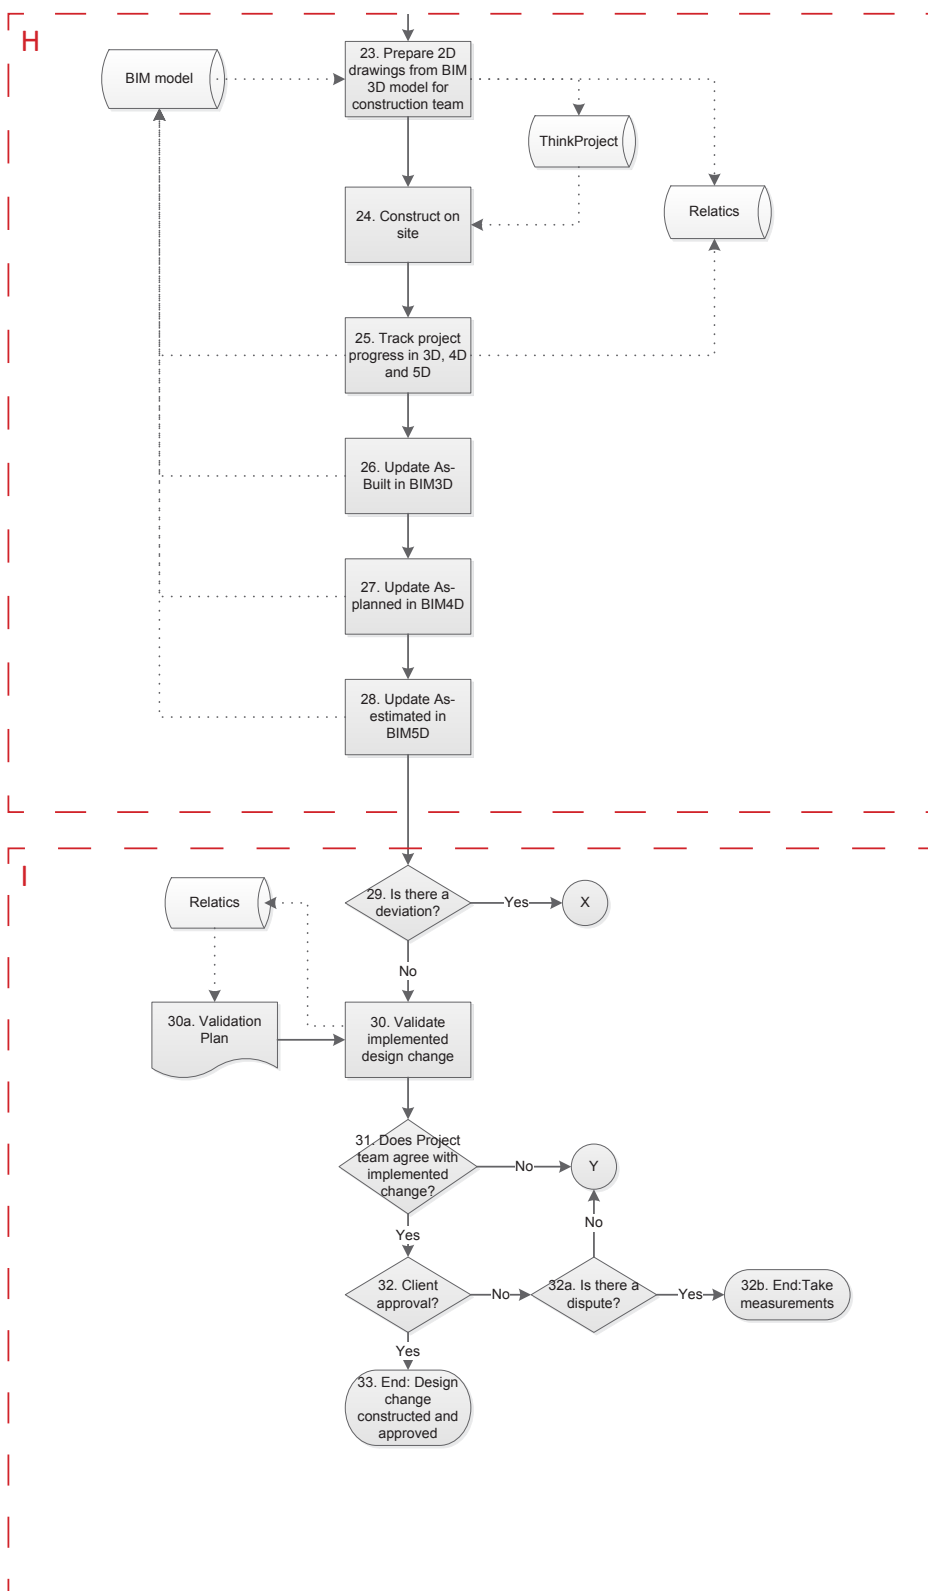 H
BIM model
23. Prepare 2D
drawings from BIM
3D model for
construction team
ThinkProject
Relatics
24. Construct on
site
25. Track project
progress in 3D, 4D
and 5D
26. Update As-
Built in BIM3D
27. Update As-
planned in BIM4D
28. Update As-
estimated in
BIM5D
I
29. Is there a
deviation?
Yes
X
No
Relatics
30a. Validation
Plan
30. Validate
implemented
design change
31. Does Project
team agree with
implemented
change?
No
Y
Yes
No
32. Client
approval?
No
32a. Is there a
dispute?
Yes
32b. End:Take
measurements
Yes
33. End: Design
change
constructed and
approved